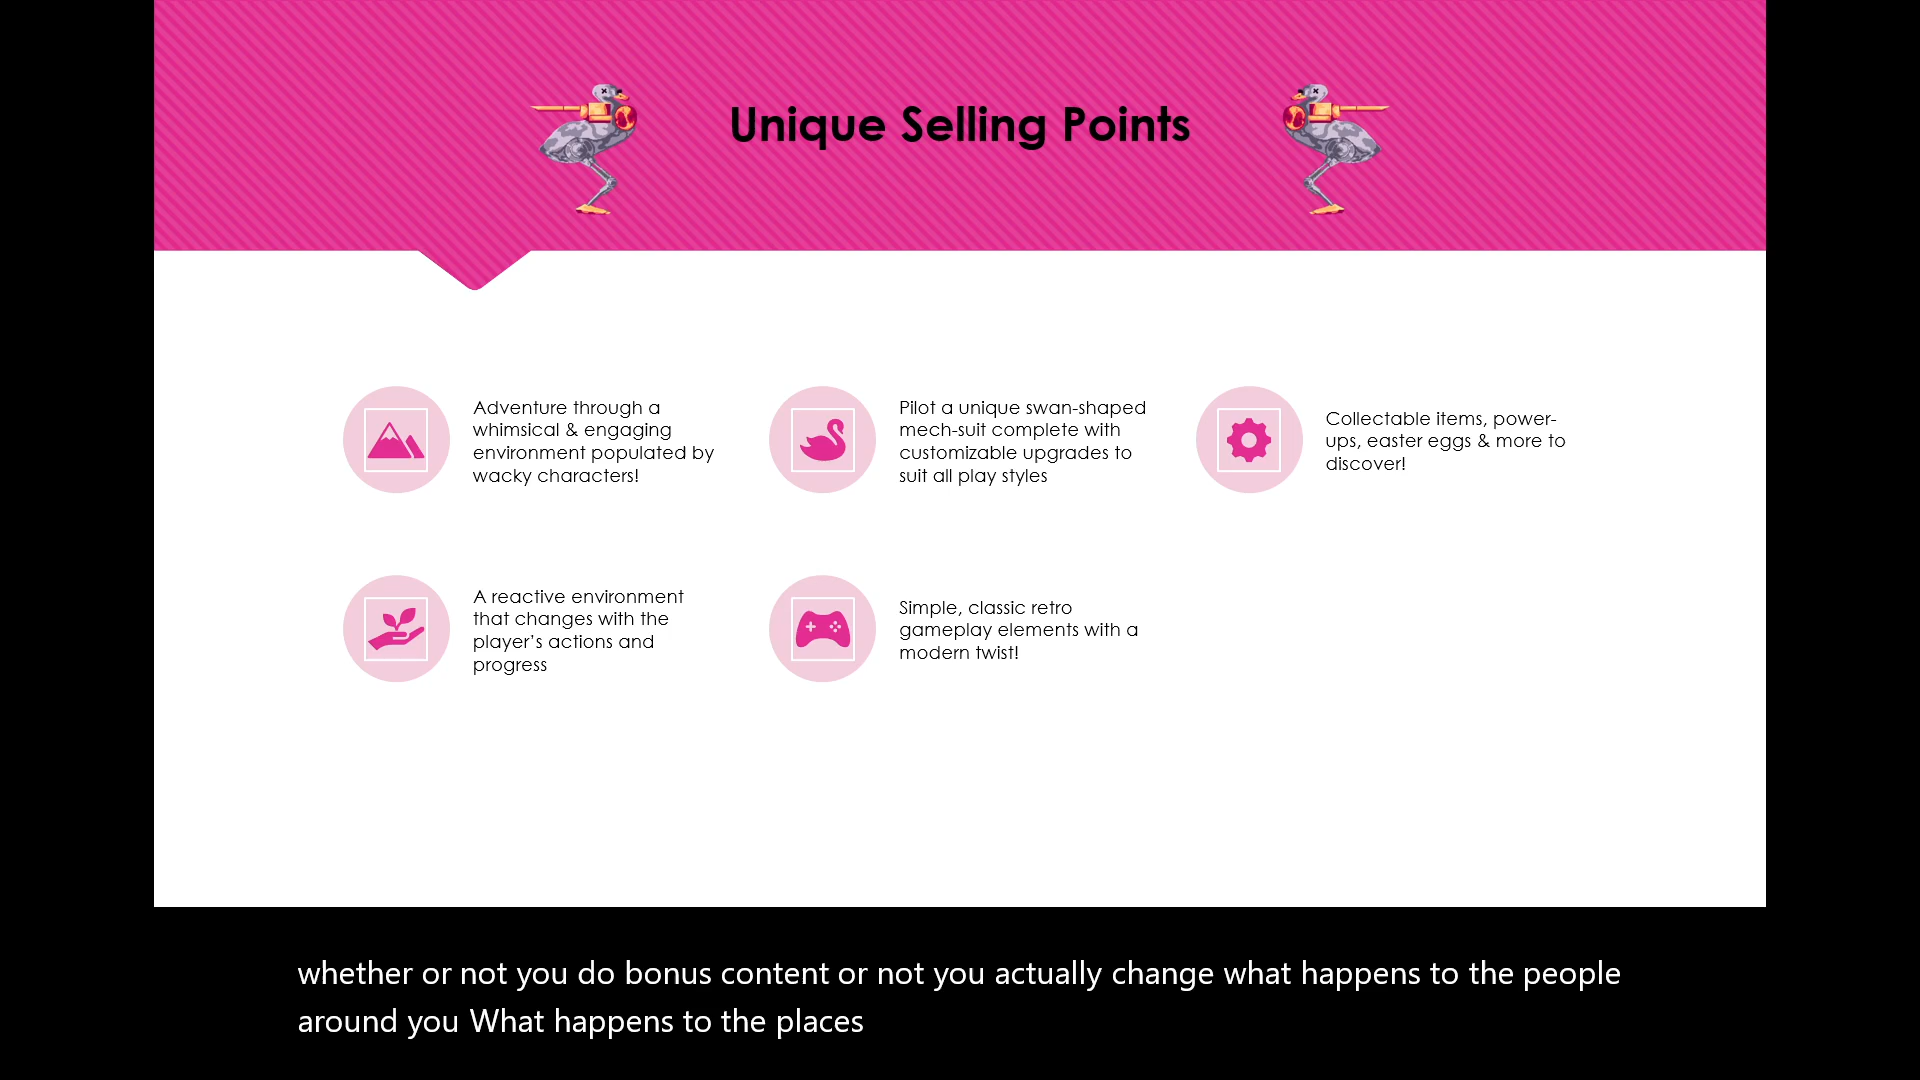 Unique Selling Points
Adventure through a
whimsical & engaging
environment populated by
wacky characters!
Pilot a unique swan-shaped
mech-suit complete with
customizable upgrades to
suit all play styles
Collectable items, power-
ups, easter eggs & more to
discover!
A reactive environment
that changes with the
player’s actions and
progress
Simple, classic retro
gameplay elements with a
modern twist!
whether or not you do bonus content or not you actually change what happens to the people
around you What happens to the places